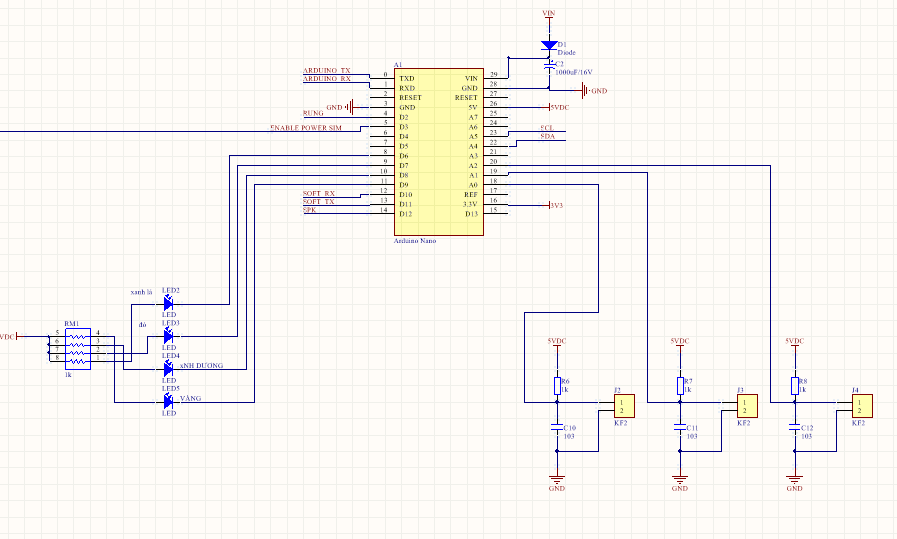 VIN
D1
Diode
C2
1000uF/16V
GND
A1
ARDUINO_TX
ARDUINO_RX
GND
RUNG
ENABLE POWER SIM
SOFT_RX
SOFT_TX
SPK
0
1
2
3
4
5
6
7
8
9
10
11
12
13
14
TXD
RXD
RESET
GND
D2
D3
D4
D5
D6
D7
D8
D9
D10
D11
D12
VIN
GND
RESET
5V
A7
A6
A5
A4
A3
A2
A1
A0
REF
3.3V
D13
29
28
27
26
25
24
23
22
21
20
19
18
17
16
15
5VDC
SCL
SDA
3V3
Arduino Nano
xanh lá
LED2
LED
đỏ
LED3
LED
LED4
xNH DƯƠNG
LED
LED5
VÀNG
LED
VDC
RM1
5 4
6 3
7 2
8 1
1k
5VDC
R6
1k
J2
1
2
KF2
C10
103
GND
5VDC
R7
1k
J3
1
2
KF2
C11
103
GND
5VDC
R8
1k
J4
1
2
KF2
C12
103
GND